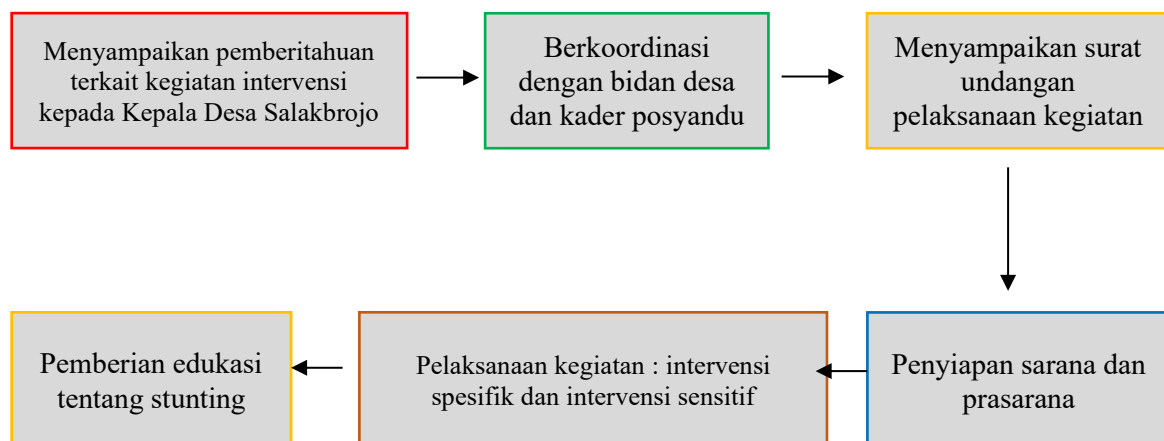 Menyampaikan pemberitahuan
terkait kegiatan intervensi
kepada Kepala Desa Salakbrojo
Berkoordinasi
dengan bidan desa
dan kader posyandu
Menyampaikan surat
undangan
pelaksanaan kegiatan
Penyiapan sarana dan
prasarana
Pelaksanaan kegiatan : intervensi
spesifik dan intervensi sensitif
Pemberian edukasi
tentang stunting